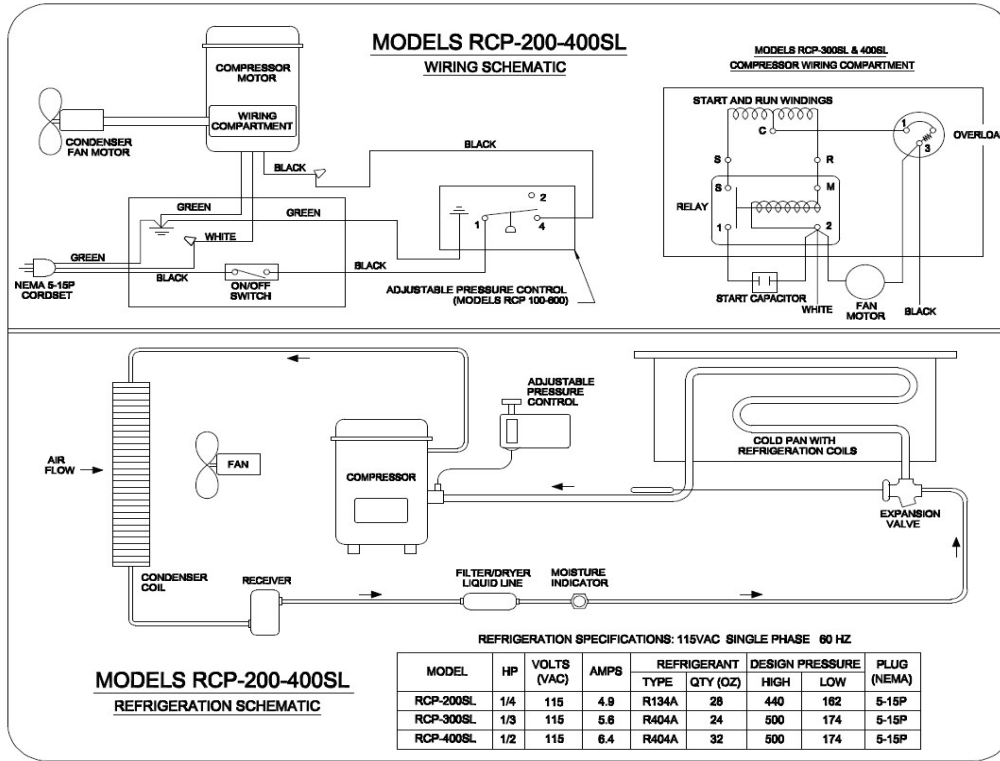 MODELS RCP-200-400SL
WIRING SCHEMATIC
COMPRESSOR
MOTOR
WIRING
COMPARTMENT
CONDENSER
FAN MOTOR
BLACK
BLACK
GREEN
GREEN
WHITE
GREEN
BLACK
BLACK
NEMA 5-15P
CORDSET
ON/OFF
SWITCH
2
1
4
ADJUSTABLE PRESSURE CONTROL
(MODELS RCP 100-600)
MODELS RCP-300SL & 400SL
COMPRESSOR WIRING COMPARTMENT
START AND RUN WINDINGS
C
1
3
OVERLOA
S
R
S
M
RELAY
1
2
START CAPACITOR
WHITE
FAN
MOTOR
BLACK
AIR
FLOW
FAN
COMPRESSOR
ADJUSTABLE
PRESSURE
CONTROL
COLD PAN WITH
REFRIGERATION COILS
EXPANSION
VALVE
CONDENSER
COIL
RECEIVER
FILTER/DRYER
LIQUID LINE
MOISTURE
INDICATOR
MODELS RCP-200-400SL
REFRIGERATION SCHEMATIC
REFRIGERATION SPECIFICATIONS: 115VAC SINGLE PHASE 60 HZ
MODEL HP VOLTS (VAC) AMPS REFRIGERANT DESIGN PRESSURE PLUG (NEMA)
TYPE QTY (OZ) HIGH LOW
RCP-200SL 1/4 115 4.9 R134A 28 440 162 5-15P
RCP-300SL 1/3 115 5.6 R404A 24 500 174 5-15P
RCP-400SL 1/2 115 6.4 R404A 32 500 174 5-15P